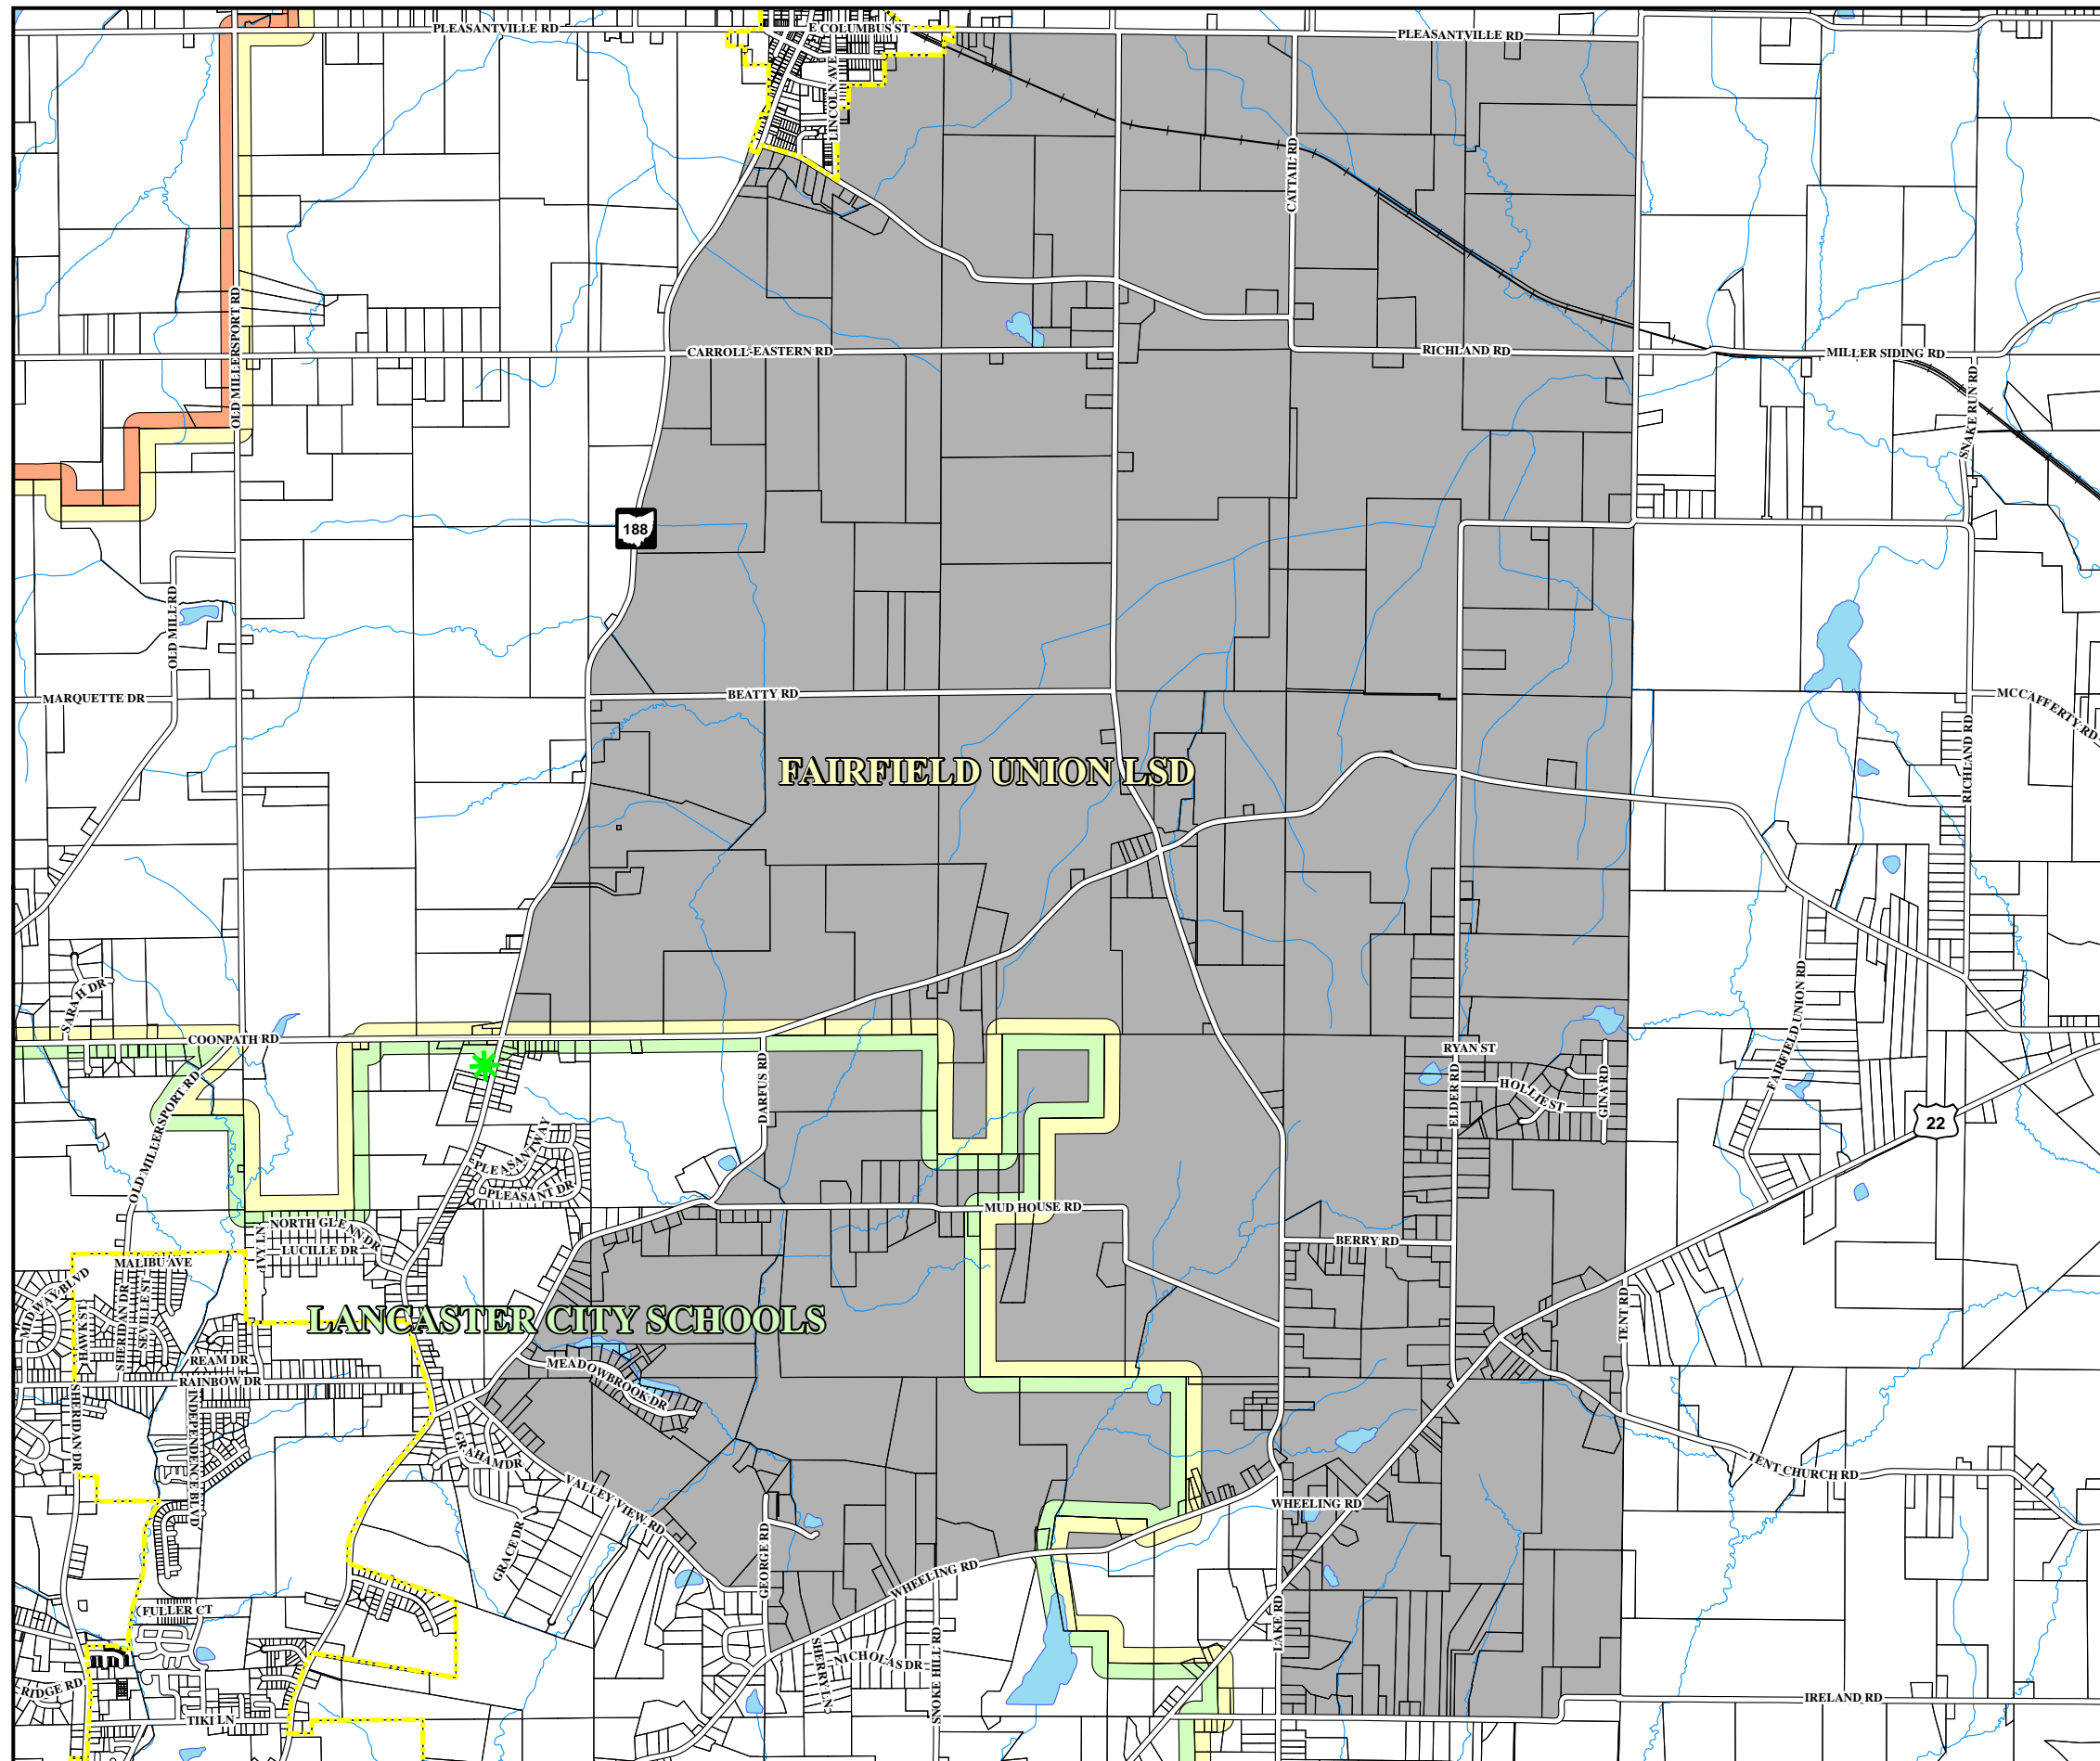 PLEASANTVILLE RD
E COLUMBUS ST
PLEASANTVILLE RD
LINCOLN AVE
CATTAIL RD
OLD MILLERSPORT RD
CARROLL-EASTERN RD
RICHLAND RD
MILLER SIDING RD
SNAKE RUN RD
188
OLD MILL RD
MARQUETTE DR
BEATTY RD
MCCAFFERTY RD
RICHLAND RD
FAIRFIELD UNION LSD
SARAH DR
COONPATH RD
FAIRFIELD UNION RD
RYAN ST
DARFUS RD
ELDER RD
HOLLIE ST
GINA RD
22
OLD MILLERSPORT RD
PLEASANT WAY
PLEASANT DR
MUD HOUSE RD
NORTH GLENN DR
IVY LN
LUCILLE DR
BERRY RD
MALIBU AVE
MIDWAY BLVD
HAWK ST
SHERIDAN DR
SEVILLE ST
LANCASTER CITY SCHOOLS
TENT RD
REAM DR
RAINBOW DR
MEADOWBROOK DR
SHERIDAN DR
INDEPENDENCE BLVD
GRAHAM DR
VALLEY VIEW RD
TENT CHURCH RD
WHEELING RD
GRACE DR
GEORGE RD
WHEELING RD
FULLER CT
LAKE RD
SHERRY LN
NICHOLAS DR
SNOKE HILL RD
RIDGE RD
TIKI LN
IRELAND RD